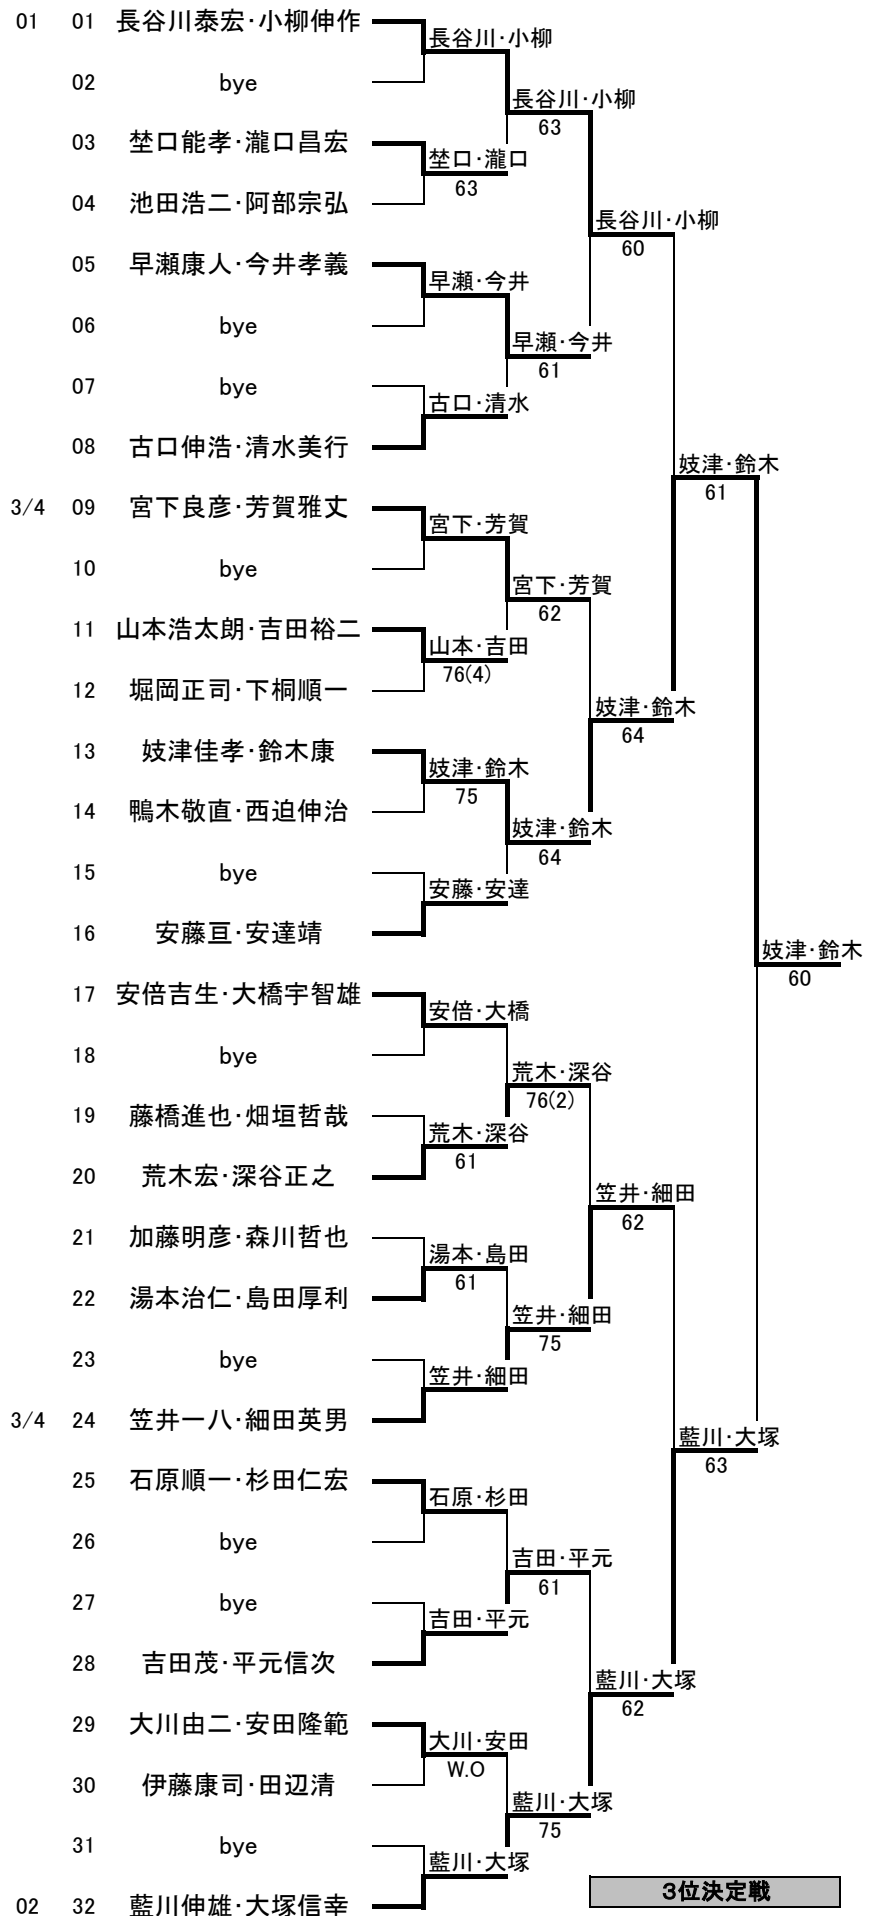 01 01 長谷川泰宏･小柳伸作
長谷川･小柳
02 bye
長谷川･小柳
63
03 埜口能孝･瀧口昌宏
埜口･瀧口
63
04 池田浩二･阿部宗弘
長谷川･小柳
60
05 早瀬康人･今井孝義
早瀬･今井
06 bye
早瀬･今井
61
07 bye
古口･清水
08 古口伸浩･清水美行
妓津･鈴木
61
3/4 09 宮下良彦･芳賀雅丈
宮下･芳賀
10 bye
宮下･芳賀
62
11 山本浩太朗･吉田裕二
山本･吉田
76(4)
12 堀岡正司･下桐順一
妓津･鈴木
64
13 妓津佳孝･鈴木康
妓津･鈴木
75
14 鴨木敬直･西迫伸治
妓津･鈴木
64
15 bye
安藤･安達
16 安藤亘･安達靖
妓津･鈴木
60
17 安倍吉生･大橋宇智雄
安倍･大橋
18 bye
荒木･深谷
76(2)
19 藤橋進也･畑垣哲哉
荒木･深谷
61
20 荒木宏･深谷正之
笠井･細田
62
21 加藤明彦･森川哲也
湯本･島田
61
22 湯本治仁･島田厚利
笠井･細田
75
23 bye
笠井･細田
3/4 24 笠井一八･細田英男
藍川･大塚
63
25 石原順一･杉田仁宏
石原･杉田
26 bye
吉田･平元
61
27 bye
吉田･平元
28 吉田茂･平元信次
藍川･大塚
62
29 大川由二･安田隆範
大川･安田
W.O
30 伊藤康司･田辺清
藍川･大塚
75
31 bye
藍川･大塚
02 32 藍川伸雄･大塚信幸
3位決定戦